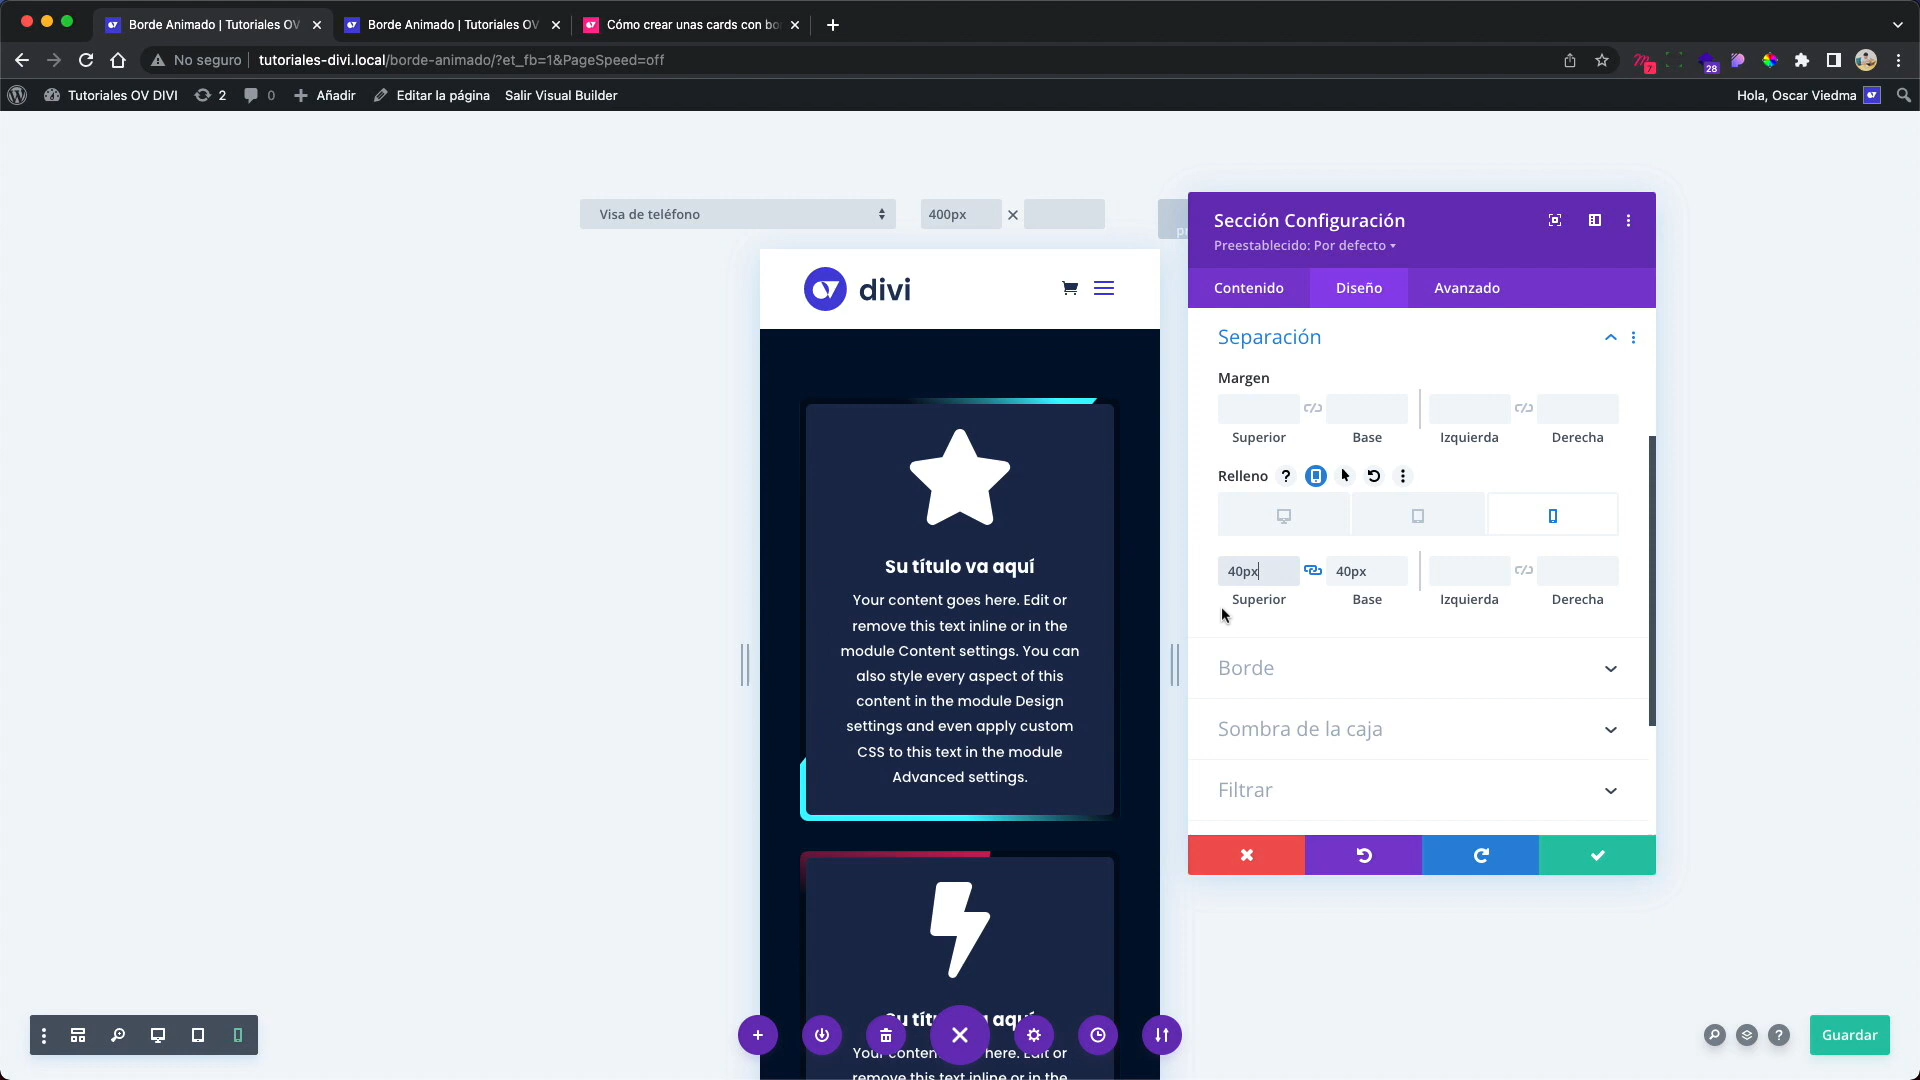 Borde Animado | Tutoriales OV
Borde Animado | Tutoriales OV
Cómo crear unas cards con bo
No seguro
tutoriales-divi.local/borde-animado/?et_fb=1&PageSpeed=off
7
28
Tutoriales OV DIVI
2
0
Añadir
Editar la página
Salir Visual Builder
Hola, Oscar Viedma
Visa de teléfono
400px
Sección Configuración
Preestablecido: Por defecto
Contenido
Diseño
Avanzado
divi
Separación
Margen
Superior
Base
Izquierda
Derecha
Relleno
40px
40px
Superior
Base
Izquierda
Derecha
Borde
Sombra de la caja
Filtrar
Su título va aquí
Your content goes here. Edit or
remove this text inline or in the
module Content settings. You can
also style every aspect of this
content in the module Design
settings and even apply custom
CSS to this text in the module
Advanced settings.
Guardar